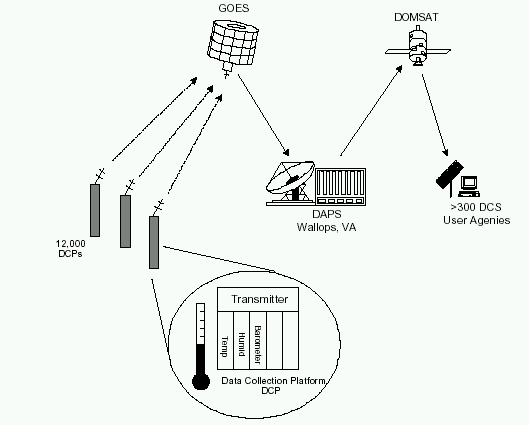 GOES
DOMSAT
DAPS
Wallops, VA
>300 DCS
User Agenies
12,000
DCPs
Transmitter
Temp
Humid
Barometer
Data Collection Platform,
DCP